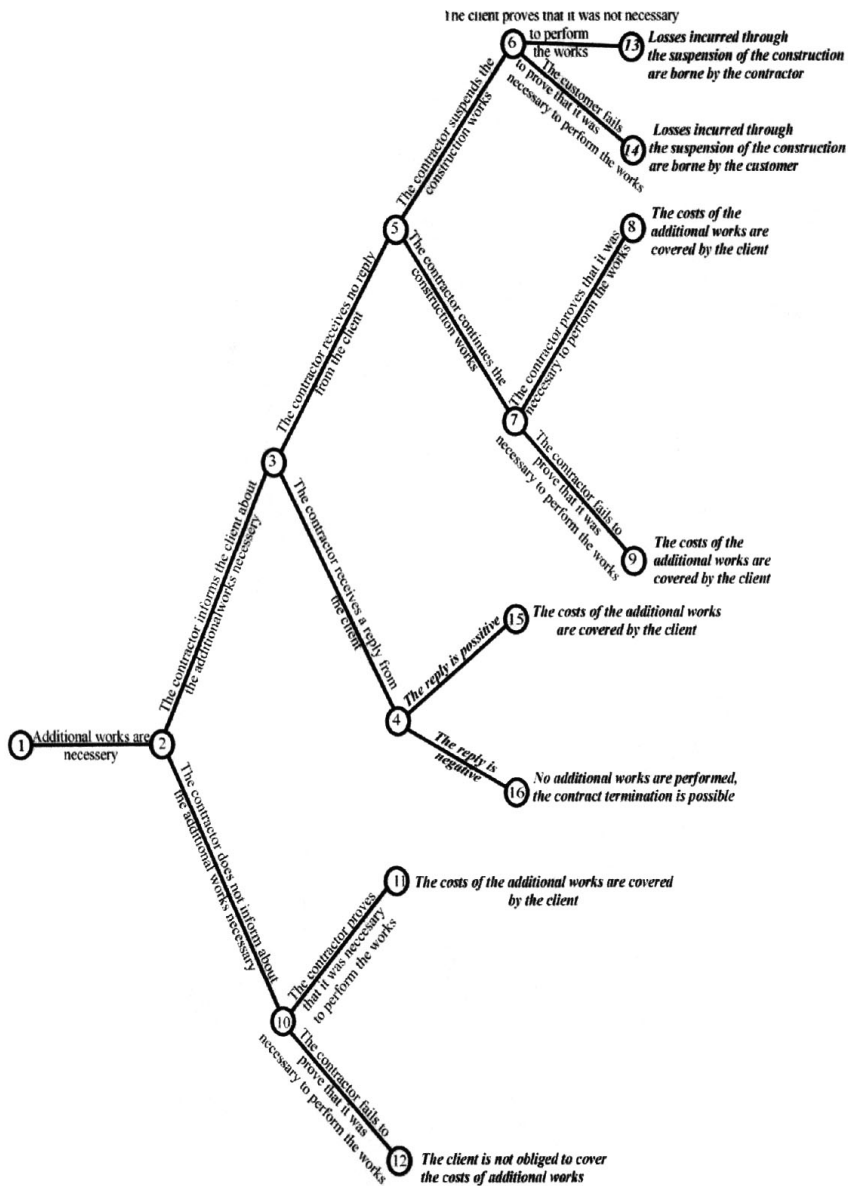 The client proves that it was not necessary
to perform
the works
6
13
Losses incurred through
the suspension of the construction
are borne by the contractor
The customer fails
to prove that it was
necessary to perform the works
14
Losses incurred through
the suspension of the construction
are borne by the customer
The contractor suspends the
construction works
5
The contractor continues the
construction works
8
The costs of the
additional works are
covered by the client
The contractor proves that it was
neccesary to perform the works
7
The contractor fails to
prove that it was
necessary to perform the works
9
The costs of the
additional works are
covered by the client
The contractor receives no reply
from the client
3
The contractor receives a reply from
the client
15
The costs of the additional works
are covered by the client
The reply is possitive
4
The reply is
negative
16
No additional works are performed,
the contract termination is possible
The contractor informs the client about
the additionalworks necessery
1
Additional works are
necessery
2
The contractor does not inform about
the additional works necessary
11
The costs of the additional works are covered
by the client
The contractor proves
that it was neccesary
to perform the works
10
The contractor fails to
prove that it was
necessary to perform the works
12
The client is not obliged to cover
the costs of additional works